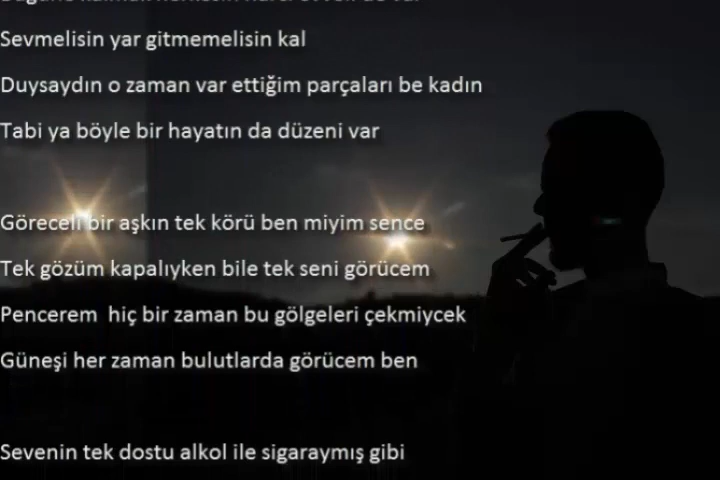 Sevmelisin yar gitmemelisin kal
Duysaydın o zaman var ettiğim parçaları be kadın
Tabi ya böyle bir hayatın da düzeni var
Göreceli bir aşkın tek körü ben miyim sence
Tek gözüm kapalıyken bile tek seni görücem
Pencerem hiç bir zaman bu gölgeleri çekmiycek
Güneşi her zaman bulutlarda görücem ben
Sevenin tek dostu alkol ile sigaraymış gibi